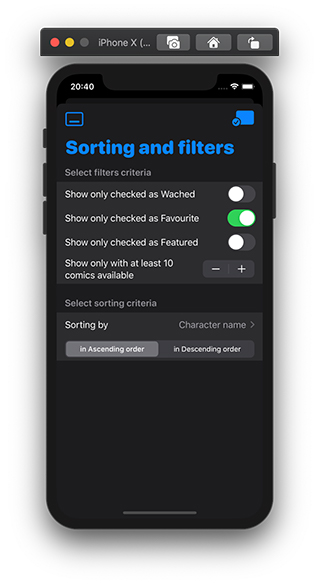 iPhone X (...
20:40
Sorting and filters
Select filters criteria
Show only checked as Wached
Show only checked as Favourite
Show only checked as Featured
Show only with at least 10
comics available
Select sorting criteria
Sorting by Character name
in Ascending order in Descending order